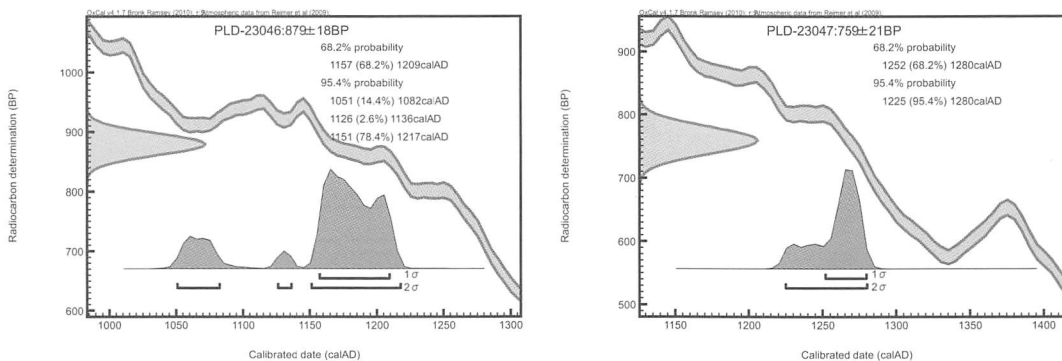 OxCal v4.1.7 Bronk Ramsey (2010); r:5 Atmospheric data from Reimer et al (2009);
PLD-23046:879±18BP
68.2% probability
1157 (68.2%) 1209calAD
95.4% probability
1051 (14.4%) 1082calAD
1126 (2.6%) 1136calAD
1151 (78.4%) 1217calAD
Radiocarbon determination (BP)
1000
900
800
700
600
1σ
2σ
1000 1050 1100 1150 1200 1250 1300
Calibrated date (calAD)
OxCal v4.1.7 Bronk Ramsey (2010); r:5 Atmospheric data from Reimer et al (2009);
PLD-23047:759±21BP
68.2% probability
1252 (68.2%) 1280calAD
95.4% probability
1225 (95.4%) 1280calAD
Radiocarbon determination (BP)
900
800
700
600
500
1σ
2σ
1150 1200 1250 1300 1350 1400
Calibrated date (calAD)